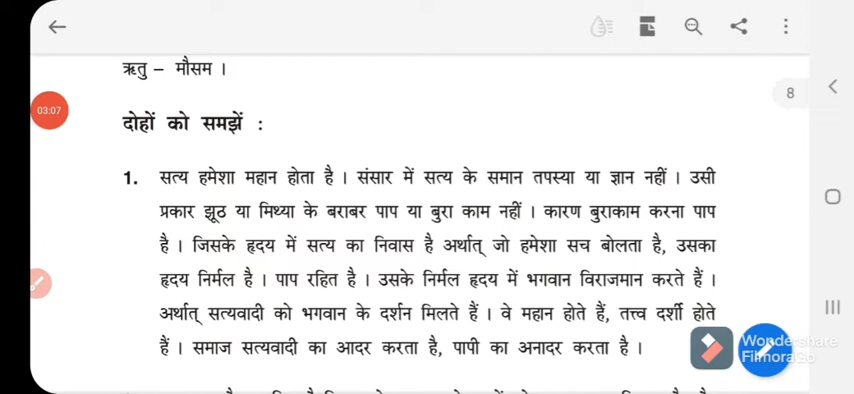 8
ऋतु – मौसम ।
03:07
दोहों को समझें :
1. सत्य हमेशा महान होता है । संसार में सत्य के समान तपस्या या ज्ञान नहीं । उसी
प्रकार झूठ या मिथ्या के बराबर पाप या बुरा काम नहीं । कारण बुराकाम करना पाप
है । जिसके हृदय में सत्य का निवास है अर्थात् जो हमेशा सच बोलता है, उसका
हृदय निर्मल है । पाप रहित है । उसके निर्मल हृदय में भगवान विराजमान करते हैं ।
अर्थात् सत्यवादी को भगवान के दर्शन मिलते हैं । वे महान होते हैं, तत्त्व दर्शी होते
हैं । समाज सत्यवादी का आदर करता है, पापी का अनादर करता है ।
Wondershare
FilmoraGo